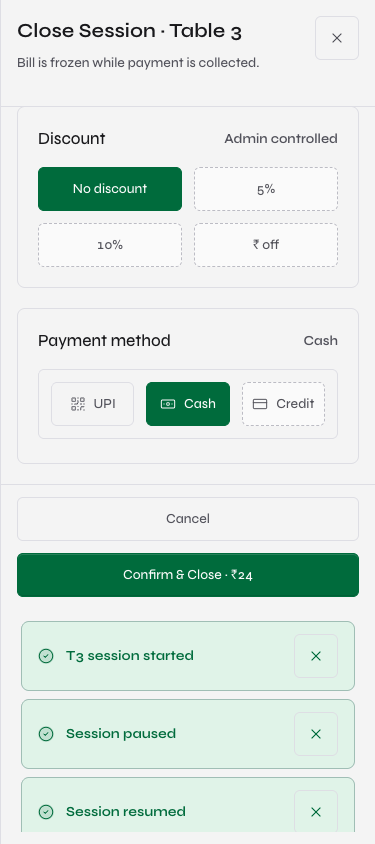 Close Session · Table 3
Bill is frozen while payment is collected.
Discount
Admin controlled
No discount
5%
10%
₹ off
Payment method
Cash
UPI
Cash
Credit
Cancel
Confirm & Close · ₹24
T3 session started
Session paused
Session resumed